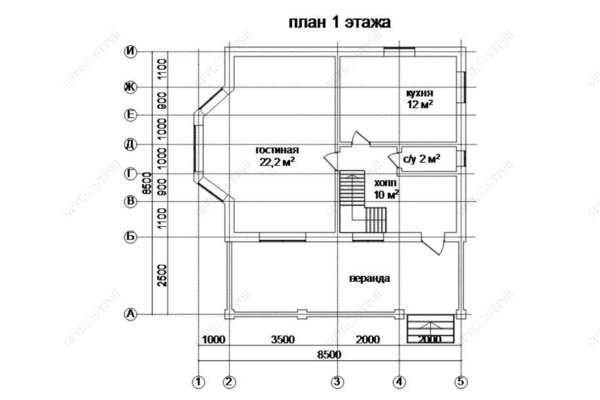 план 1 этажа
И
Ж
Е
Д
Г
В
Б
А
1100
900
1000
1000
900
1100
2500
8500
кухня
12 м²
гостиная
22,2 м²
с/у 2 м²
холл
10 м²
веранда
1000
3500
2000
2000
8500
1
2
3
4
5